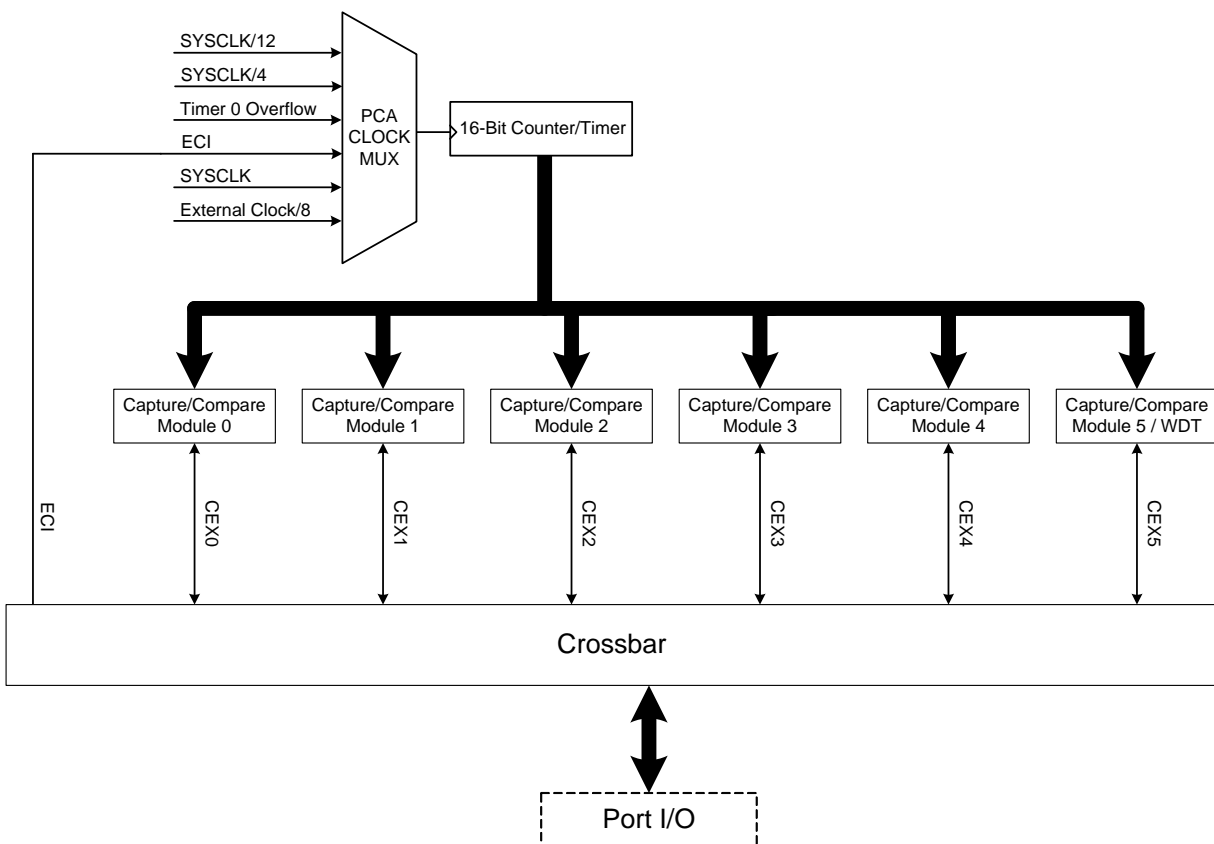 SYSCLK/12
SYSCLK/4
Timer 0 Overflow
ECI
SYSCLK
External Clock/8
PCA
CLOCK
MUX
16-Bit Counter/Timer
Capture/Compare
Module 0
Capture/Compare
Module 1
Capture/Compare
Module 2
Capture/Compare
Module 3
Capture/Compare
Module 4
Capture/Compare
Module 5 / WDT
ECI
CEX0
CEX1
CEX2
CEX3
CEX4
CEX5
Crossbar
Port I/O